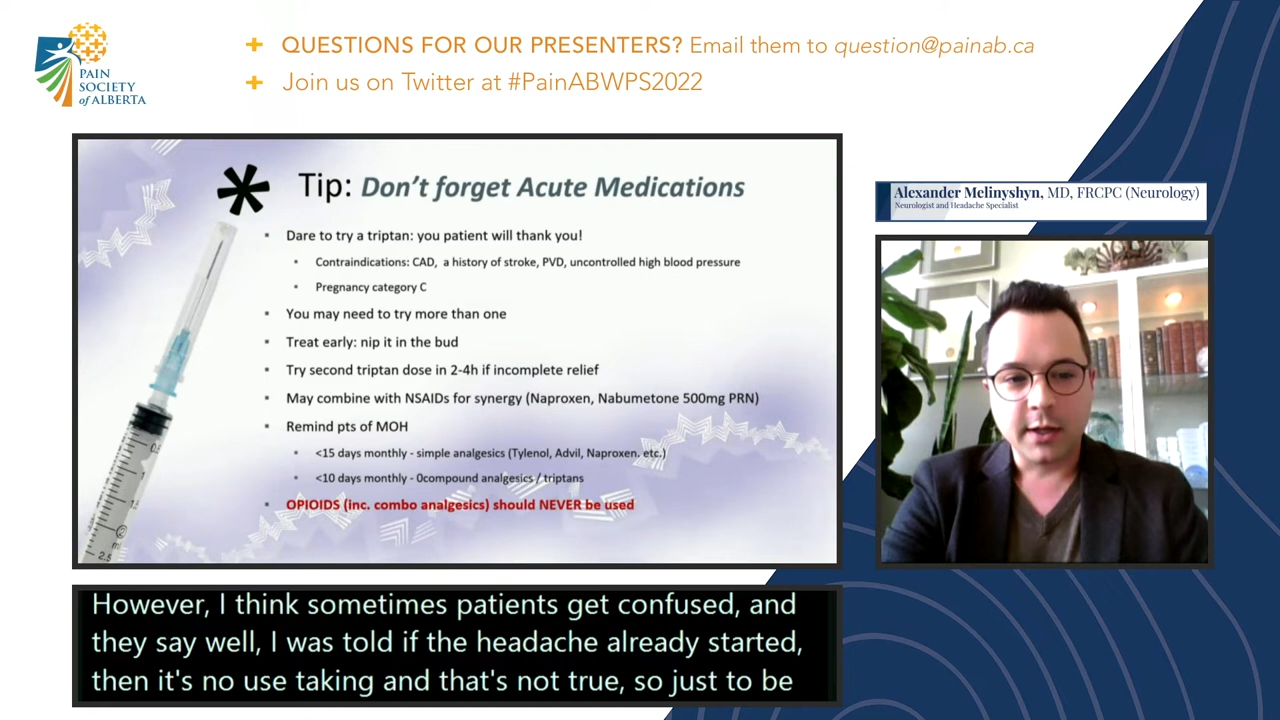 PAIN
SOCIETY
of ALBERTA
+ QUESTIONS FOR OUR PRESENTERS? Email them to question@painab.ca
+ Join us on Twitter at #PainABWPS2022
* Tip: Don't forget Acute Medications
▪ Dare to try a triptan: you patient will thank you!
▪ Contraindications: CAD, a history of stroke, PVD, uncontrolled high blood pressure
▪ Pregnancy category C
▪ You may need to try more than one
▪ Treat early: nip it in the bud
▪ Try second triptan dose in 2-4h if incomplete relief
▪ May combine with NSAIDs for synergy (Naproxen, Nabumetone 500mg PRN)
▪ Remind pts of MOH
▪ <15 days monthly - simple analgesics (Tylenol, Advil, Naproxen. etc.)
▪ <10 days monthly - 0compound analgesics / triptans
▪ OPIOIDS (inc. combo analgesics) should NEVER be used
Alexander Melinyshyn, MD, FRCPC (Neurology)
Neurologist and Headache Specialist
However, I think sometimes patients get confused, and
they say well, I was told if the headache already started,
then it's no use taking and that's not true, so just to be